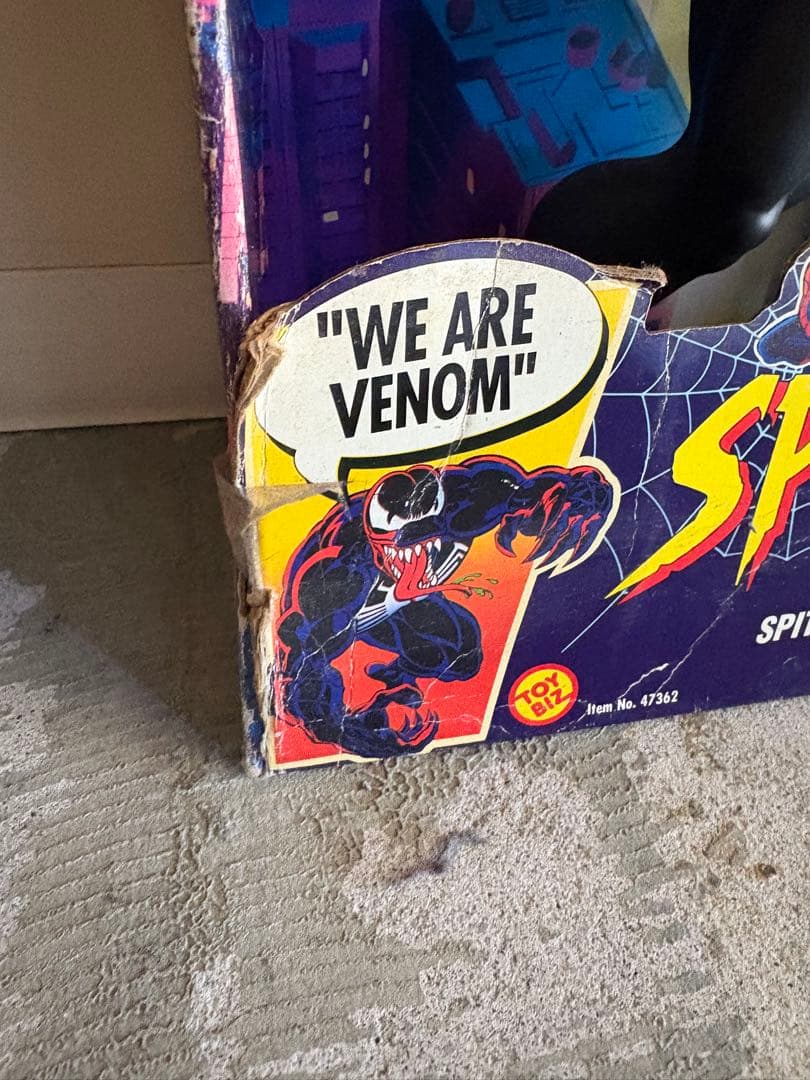 "WE ARE
VENOM"
TOY
BIZ
Item No. 47362